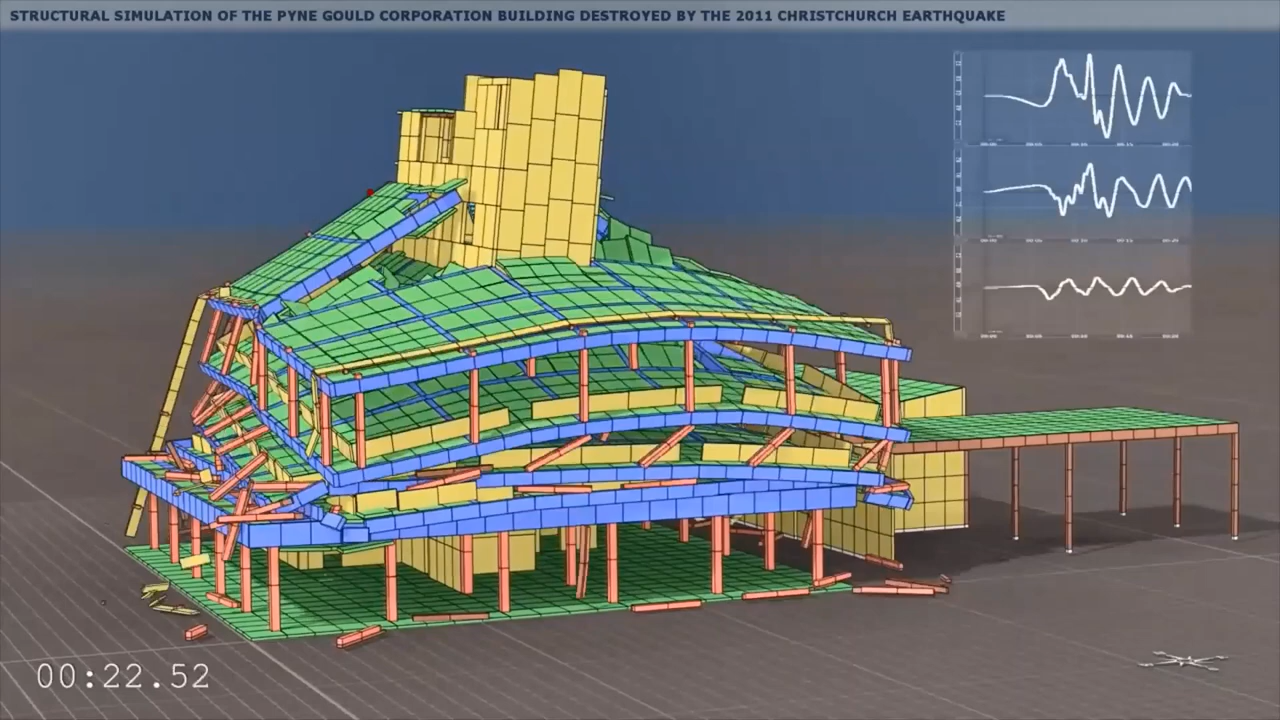 STRUCTURAL SIMULATION OF THE PYNE GOULD CORPORATION BUILDING DESTROYED BY THE 2011 CHRISTCHURCH EARTHQUAKE
00:22.52